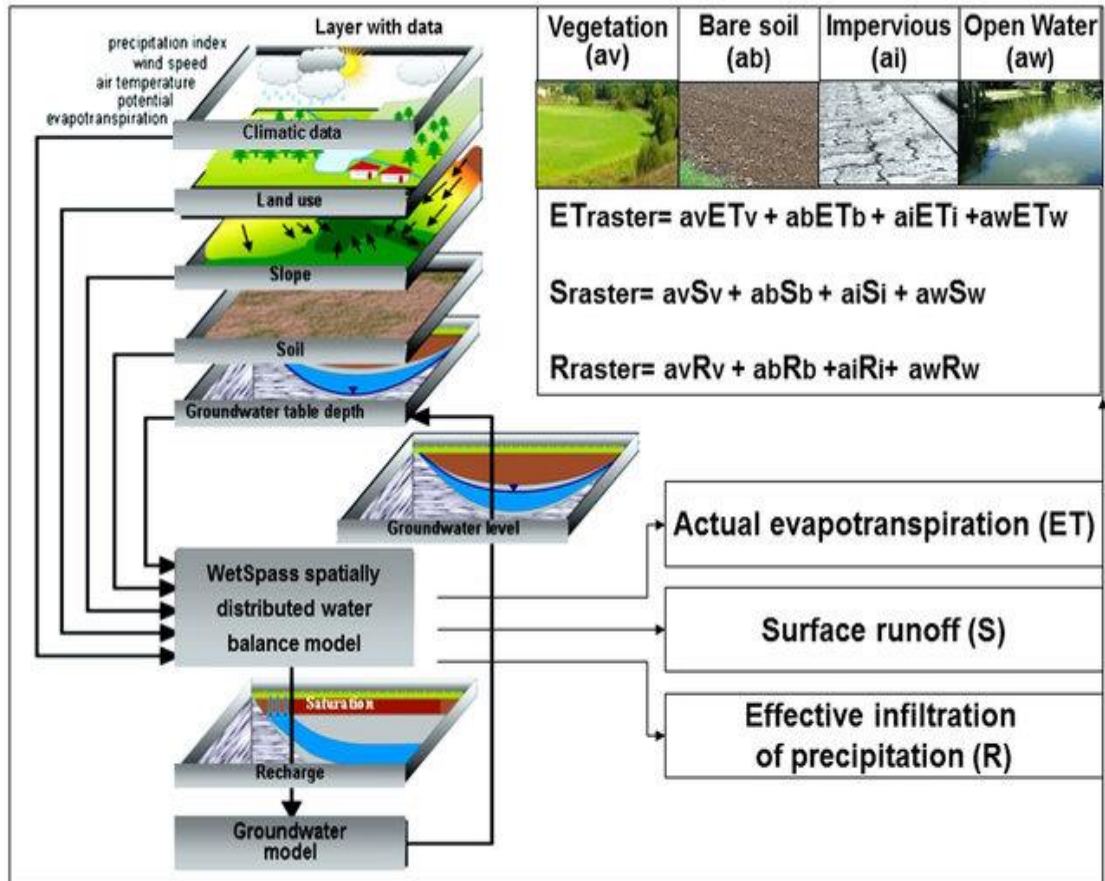 Layer with data
precipitation index
wind speed
air temperature
potential
evapotranspiration
Climatic data
Land use
Slope
Soil
Groundwater table depth
Groundwater level
WetSpass spatially
distributed water
balance model
Saturation
Recharge
Groundwater
model
Vegetation
(av)
Bare soil
(ab)
Impervious
(ai)
Open Water
(aw)
ETraster= avETv + abETb + aiETi +awETw
Sraster= avSv + abSb + aiSi + awSw
Rraster= avRv + abRb +aiRi+ awRw
Actual evapotranspiration (ET)
Surface runoff (S)
Effective infiltration
of precipitation (R)